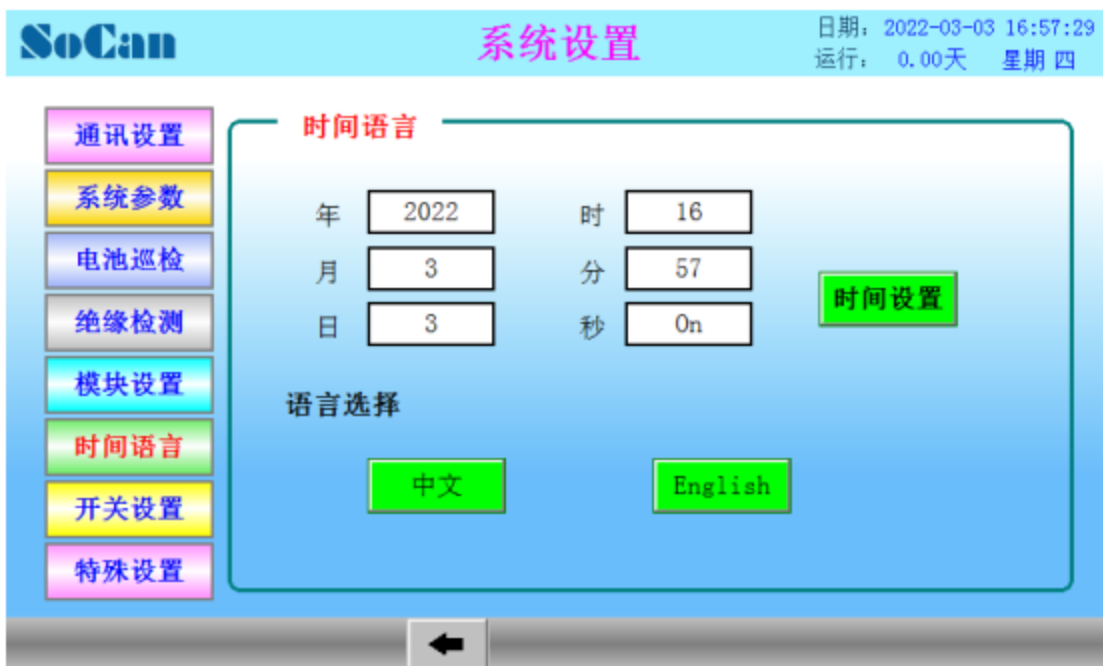 SoCan
系统设置
日期：2022-03-03 16:57:29
运行：0.00天 星期 四
通讯设置
系统参数
电池巡检
绝缘检测
模块设置
时间语言
开关设置
特殊设置
时间语言
年 2022 时 16
月 3 分 57
日 3 秒 On
时间设置
语言选择
中文 English